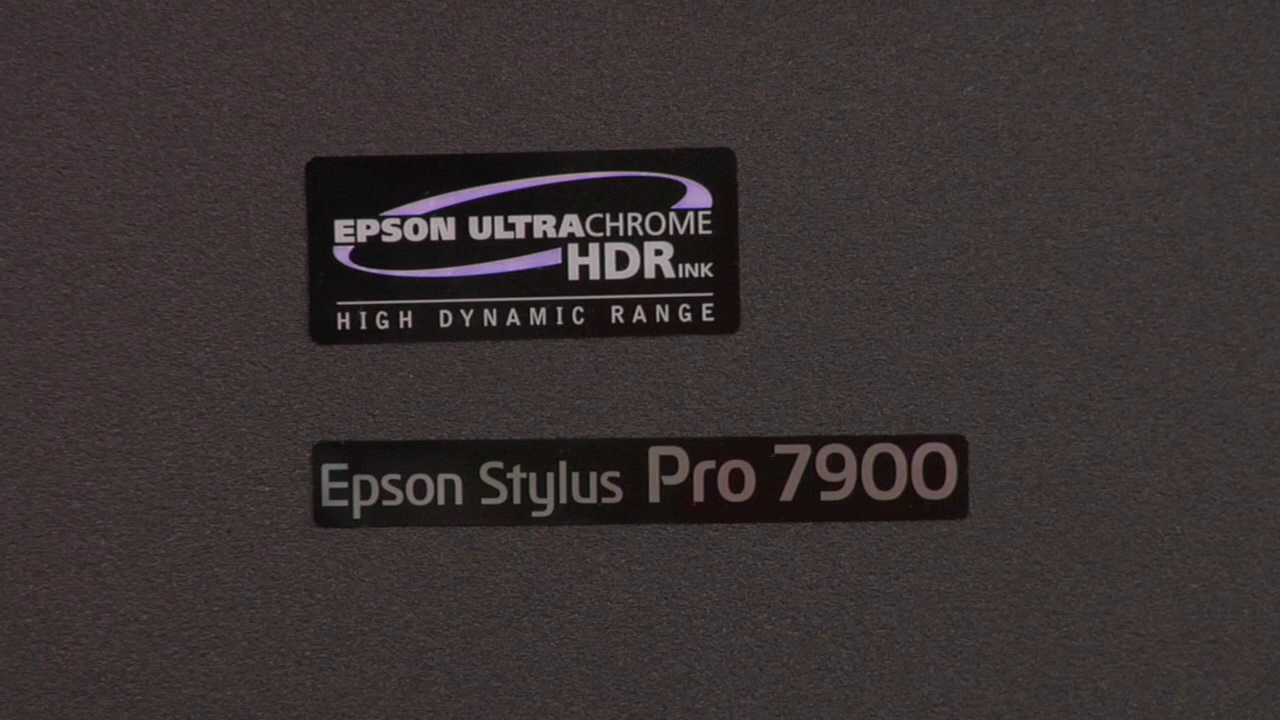 EPSON ULTRACHROME
HDR INK
HIGH DYNAMIC RANGE
Epson Stylus Pro 7900